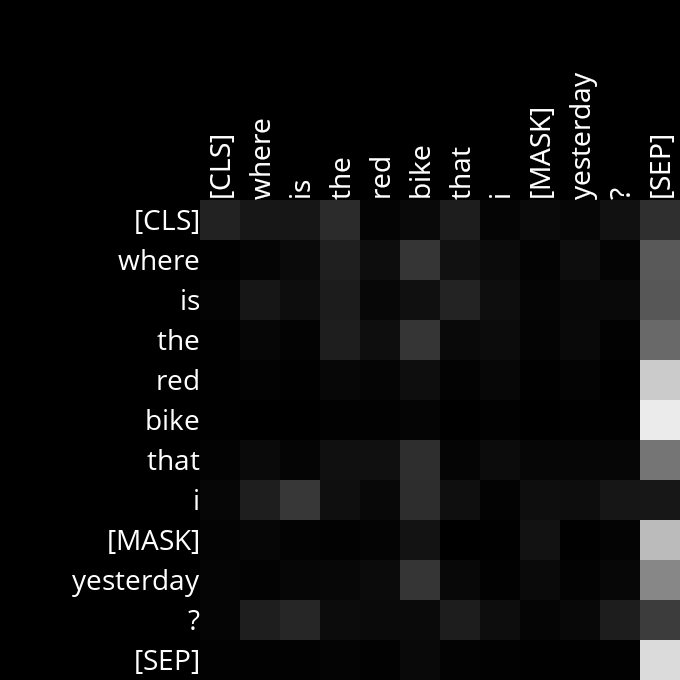 [CLS] where is the red bike that i [MASK] yesterday ? [SEP]
[CLS]
where
is
the
red
bike
that
i
[MASK]
yesterday
?
[SEP]